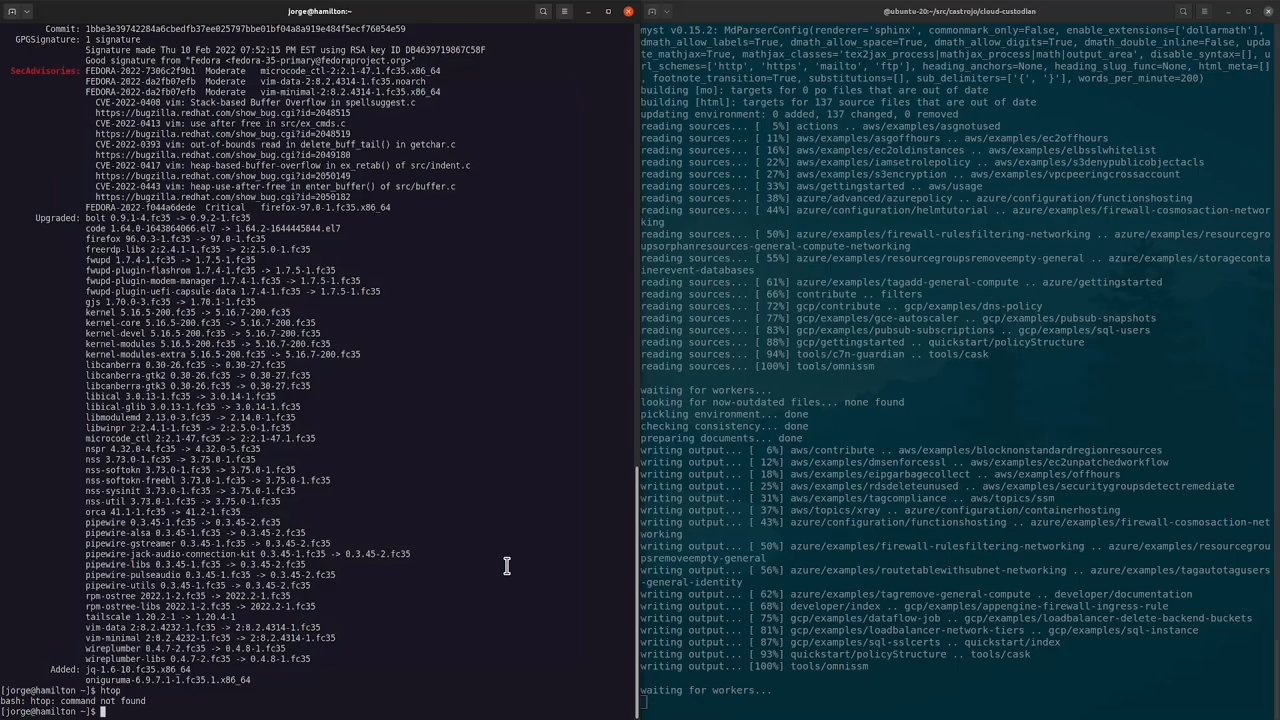 jorge@hamilton:~
Commit: 1bbe3e39742284a6cbedfb37ee025797bbe01bf04a08a919e484f5ecf76054e59
GPGSignature: 1 signature
Signature made Thu 10 Feb 2022 07:52:15 PM EST using RSA key ID DB4639719867C58F
Good signature from "Fedora <fedora-35-primary@fedoraproject.org>"
SecAdvisories: FEDORA-2022-7306c2f9b1 Moderate microcode_ctl-2:2.1-47.1.fc35.x86_64
FEDORA-2022-da2fb07efb Moderate vim-data-2:8.2.4314-1.fc35.noarch
FEDORA-2022-da2fb07efb Moderate vim-minimal-2:8.2.4314-1.fc35.x86_64
CVE-2022-0408 vim: Stack-based Buffer Overflow in spellsuggest.c
https://bugzilla.redhat.com/show_bug.cgi?id=2048515
CVE-2022-0413 vim: use after free in src/ex_cmds.c
https://bugzilla.redhat.com/show_bug.cgi?id=2048519
CVE-2022-0393 vim: out-of-bounds read in delete_buff_tail() in getchar.c
https://bugzilla.redhat.com/show_bug.cgi?id=2049180
CVE-2022-0417 vim: heap-based-buffer-overflow in ex_retab() of src/indent.c
https://bugzilla.redhat.com/show_bug.cgi?id=2050149
CVE-2022-0443 vim: heap-use-after-free in enter_buffer() of src/buffer.c
https://bugzilla.redhat.com/show_bug.cgi?id=2050182
FEDORA-2022-f044a6dede Critical firefox-97.0-1.fc35.x86_64
Upgraded: bolt 0.9.1-4.fc35 -> 0.9.2-1.fc35
code 1.64.0-1643864066.el7 -> 1.64.2-1644445844.el7
firefox 96.0.3-1.fc35 -> 97.0-1.fc35
freerdp-libs 2:2.4.1-1.fc35 -> 2:2.5.0-1.fc35
fwupd 1.7.4-1.fc35 -> 1.7.5-1.fc35
fwupd-plugin-flashrom 1.7.4-1.fc35 -> 1.7.5-1.fc35
fwupd-plugin-modem-manager 1.7.4-1.fc35 -> 1.7.5-1.fc35
fwupd-plugin-uefi-capsule-data 1.7.4-1.fc35 -> 1.7.5-1.fc35
gjs 1.70.0-3.fc35 -> 1.70.1-1.fc35
kernel 5.16.5-200.fc35 -> 5.16.7-200.fc35
kernel-core 5.16.5-200.fc35 -> 5.16.7-200.fc35
kernel-devel 5.16.5-200.fc35 -> 5.16.7-200.fc35
kernel-modules 5.16.5-200.fc35 -> 5.16.7-200.fc35
kernel-modules-extra 5.16.5-200.fc35 -> 5.16.7-200.fc35
libcanberra 0.30-26.fc35 -> 0.30-27.fc35
libcanberra-gtk2 0.30-26.fc35 -> 0.30-27.fc35
libcanberra-gtk3 0.30-26.fc35 -> 0.30-27.fc35
libical 3.0.13-1.fc35 -> 3.0.14-1.fc35
libical-glib 3.0.13-1.fc35 -> 3.0.14-1.fc35
libmodulemd 2.13.0-3.fc35 -> 2.14.0-1.fc35
libwinpr 2:2.4.1-1.fc35 -> 2:2.5.0-1.fc35
microcode_ctl 2:2.1-47.fc35 -> 2:2.1-47.1.fc35
nspr 4.32.0-4.fc35 -> 4.32.0-5.fc35
nss 3.73.0-1.fc35 -> 3.75.0-1.fc35
nss-softokn 3.73.0-1.fc35 -> 3.75.0-1.fc35
nss-softokn-freebl 3.73.0-1.fc35 -> 3.75.0-1.fc35
nss-sysinit 3.73.0-1.fc35 -> 3.75.0-1.fc35
nss-util 3.73.0-1.fc35 -> 3.75.0-1.fc35
orca 41.1-1.fc35 -> 41.2-1.fc35
pipewire 0.3.45-1.fc35 -> 0.3.45-2.fc35
pipewire-alsa 0.3.45-1.fc35 -> 0.3.45-2.fc35
pipewire-gstreamer 0.3.45-1.fc35 -> 0.3.45-2.fc35
pipewire-jack-audio-connection-kit 0.3.45-1.fc35 -> 0.3.45-2.fc35
pipewire-libs 0.3.45-1.fc35 -> 0.3.45-2.fc35
pipewire-pulseaudio 0.3.45-1.fc35 -> 0.3.45-2.fc35
pipewire-utils 0.3.45-1.fc35 -> 0.3.45-2.fc35
rpm-ostree 2022.1-2.fc35 -> 2022.2-1.fc35
rpm-ostree-libs 2022.1-2.fc35 -> 2022.2-1.fc35
tailscale 1.20.2-1 -> 1.20.4-1
vim-data 2:8.2.4232-1.fc35 -> 2:8.2.4314-1.fc35
vim-minimal 2:8.2.4232-1.fc35 -> 2:8.2.4314-1.fc35
wireplumber 0.4.7-2.fc35 -> 0.4.8-1.fc35
wireplumber-libs 0.4.7-2.fc35 -> 0.4.8-1.fc35
Added: jq-1.6-10.fc35.x86_64
oniguruma-6.9.7.1-1.fc35.1.x86_64
[jorge@hamilton ~]$ htop
bash: htop: command not found
[jorge@hamilton ~]$
@ubuntu-20:~/src/castrojo/cloud-custodian
myst v0.15.2: MdParserConfig(renderer='sphinx', commonmark_only=False, enable_extensions=['dollarmath'],
dmath_allow_labels=True, dmath_allow_space=True, dmath_allow_digits=True, dmath_double_inline=False, up
date_mathjax=True, mathjax_classes='tex2jax_process|mathjax_process|math|output_area', disable_syntax=[], u
rl_schemes=['http', 'https', 'mailto', 'ftp'], heading_anchors=None, heading_slug_func=None, html_meta=[]
, footnote_transition=True, substitutions=[], sub_delimiters=['{', '}'], words_per_minute=200)
building [mo]: targets for 0 po files that are out of date
building [html]: targets for 137 source files that are out of date
updating environment: 0 added, 137 changed, 0 removed
reading sources... [ 5%] actions .. aws/examples/asgnotused
reading sources... [ 11%] aws/examples/asgoffhours .. aws/examples/ec2offhours
reading sources... [ 16%] aws/examples/ec2oldinstances .. aws/examples/elbsslwhitelist
reading sources... [ 22%] aws/examples/iamsetrolepolicy .. aws/examples/s3denypublicobjectacls
reading sources... [ 27%] aws/examples/s3encryption .. aws/examples/vpcpeeringcrossaccount
reading sources... [ 33%] aws/gettingstarted .. aws/usage
reading sources... [ 38%] azure/advanced/azurepolicy .. azure/configuration/functionshosting
reading sources... [ 44%] azure/configuration/helmtutorial .. azure/examples/firewall-cosmosaction-networ
king
reading sources... [ 50%] azure/examples/firewall-rulesfiltering-networking .. azure/examples/resourcegro
upsorphanresources-general-compute-networking
reading sources... [ 55%] azure/examples/resourcegroupsremoveempty-general .. azure/examples/storageconta
inerevent-databases
reading sources... [ 61%] azure/examples/tagadd-general-compute .. azure/gettingstarted
reading sources... [ 66%] contribute .. filters
reading sources... [ 72%] gcp/contribute .. gcp/examples/dns-policy
reading sources... [ 77%] gcp/examples/gce-autoscaler .. gcp/examples/pubsub-snapshots
reading sources... [ 83%] gcp/examples/pubsub-subscriptions .. gcp/examples/sql-users
reading sources... [ 88%] gcp/gettingstarted .. quickstart/policyStructure
reading sources... [ 94%] tools/c7n-guardian .. tools/cask
reading sources... [100%] tools/omnissm
waiting for workers...
looking for now-outdated files... none found
pickling environment... done
checking consistency... done
preparing documents... done
writing output... [ 6%] aws/contribute .. aws/examples/blocknonstandardregionresources
writing output... [ 12%] aws/examples/dmsenforcessl .. aws/examples/ec2unpatchedworkflow
writing output... [ 18%] aws/examples/eipgarbagecollect .. aws/examples/offhours
writing output... [ 25%] aws/examples/rdsdeleteunused .. aws/examples/securitygroupsdetectremediate
writing output... [ 31%] aws/examples/tagcompliance .. aws/topics/ssm
writing output... [ 37%] aws/topics/xray .. azure/configuration/containerhosting
writing output... [ 43%] azure/configuration/functionshosting .. azure/examples/firewall-cosmosaction-net
working
writing output... [ 50%] azure/examples/firewall-rulesfiltering-networking .. azure/examples/resourcegrou
psremoveempty-general
writing output... [ 56%] azure/examples/routetablewithsubnet-networking .. azure/examples/tagautotagusers
-general-identity
writing output... [ 62%] azure/examples/tagremove-general-compute .. developer/documentation
writing output... [ 68%] developer/index .. gcp/examples/appengine-firewall-ingress-rule
writing output... [ 75%] gcp/examples/dataflow-job .. gcp/examples/loadbalancer-delete-backend-buckets
writing output... [ 81%] gcp/examples/loadbalancer-network-tiers .. gcp/examples/sql-instance
writing output... [ 87%] gcp/examples/sql-sslcerts .. quickstart/index
writing output... [ 93%] quickstart/policyStructure .. tools/cask
writing output... [100%] tools/omnissm
waiting for workers...